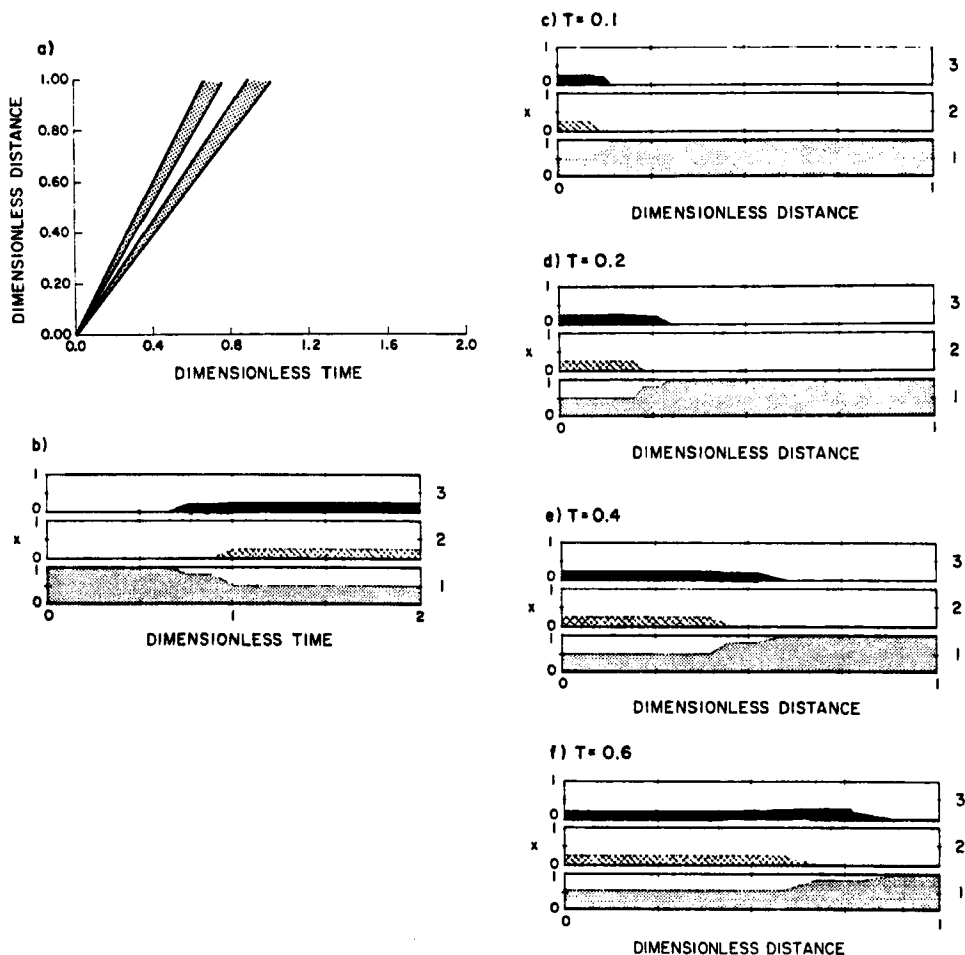 a)
DIMENSIONLESS DISTANCE
1.00
0.80
0.60
0.40
0.20
0.00
0.0 0.4 0.8 1.2 1.6 2.0
DIMENSIONLESS TIME
b)
1
0 3
x 1
0 2
1
0 1
0 1 2
DIMENSIONLESS TIME
c) T= 0.1
1
0 3
x 1
0 2
1
0 1
0 1
DIMENSIONLESS DISTANCE
d) T= 0.2
1
0 3
x 1
0 2
1
0 1
0 1
DIMENSIONLESS DISTANCE
e) T= 0.4
1
0 3
x 1
0 2
1
0 1
0 1
DIMENSIONLESS DISTANCE
f) T= 0.6
1
0 3
x 1
0 2
1
0 1
0 1
DIMENSIONLESS DISTANCE